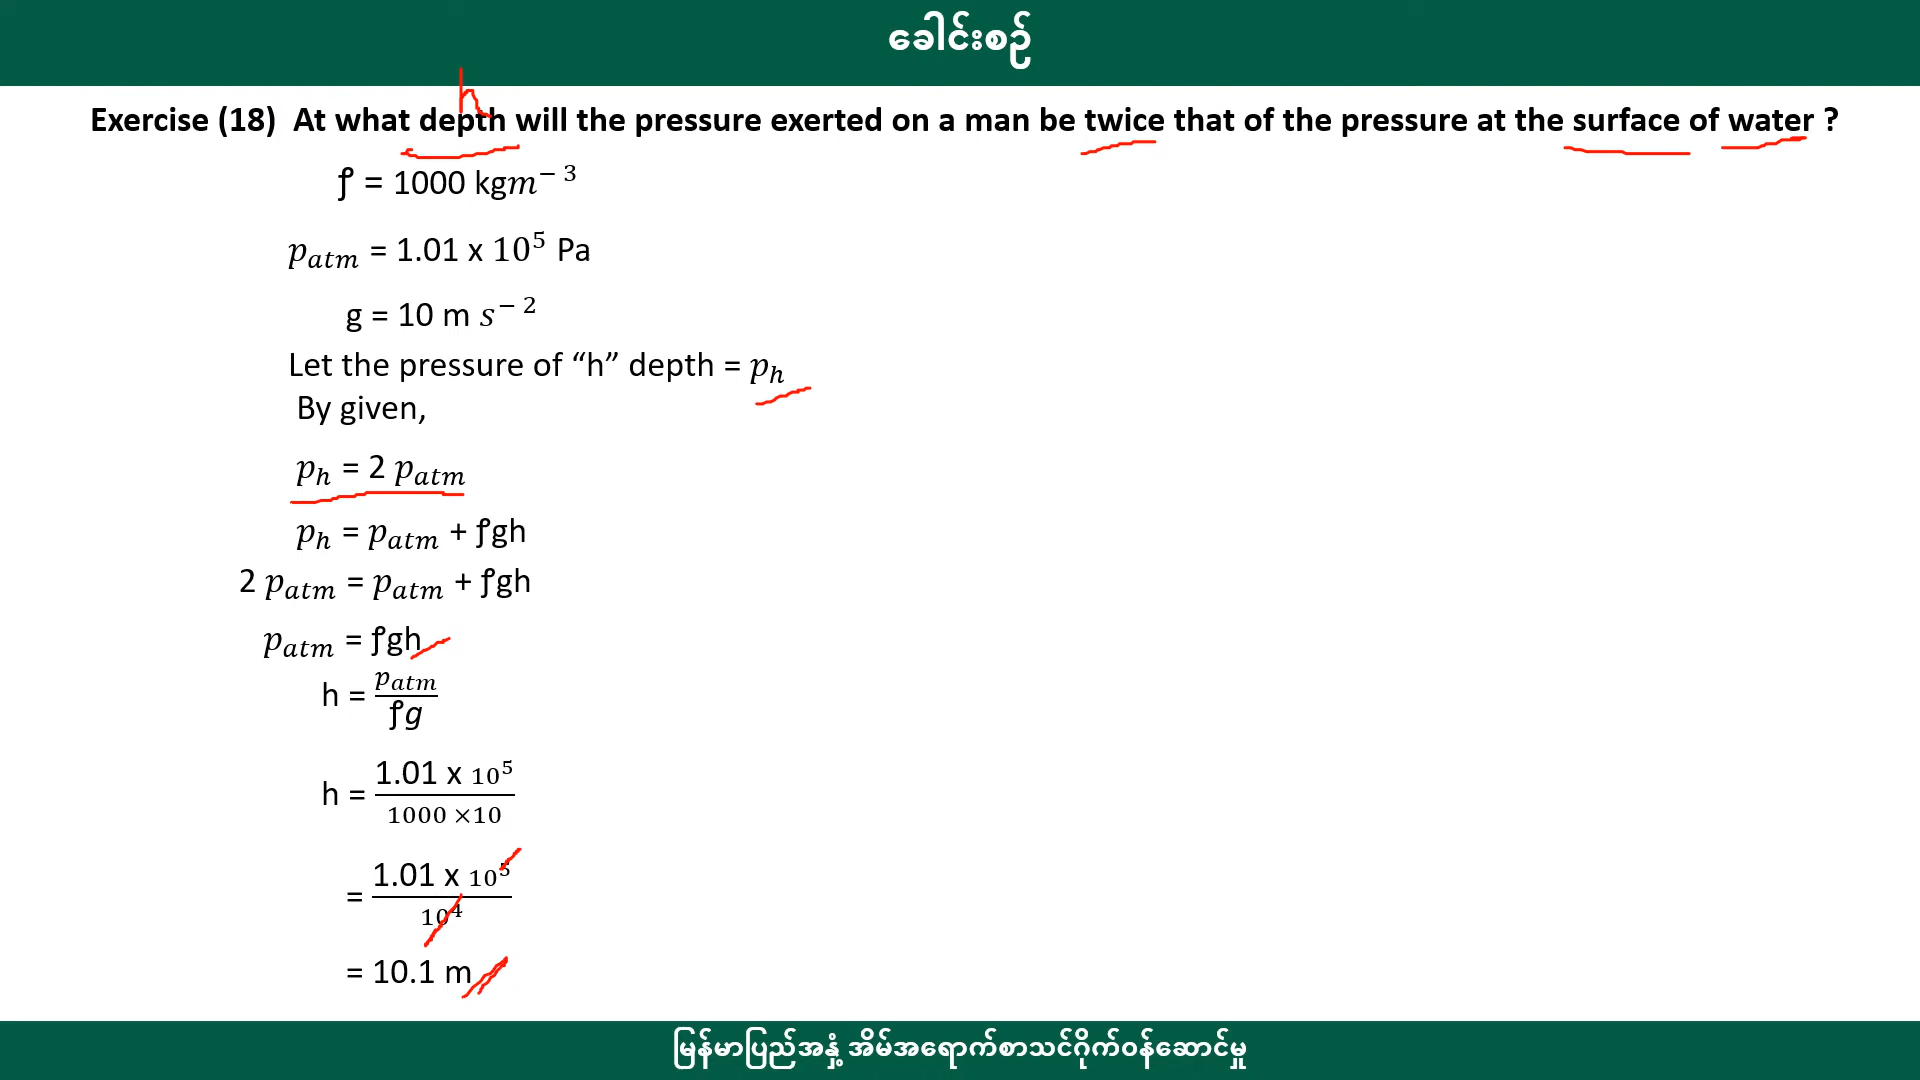 ခေါင်းစဉ်
h
Exercise (18) At what depth will the pressure exerted on a man be twice that of the pressure at the surface of water ?
ƒ = 1000 kgm⁻³
pₐₜₘ = 1.01 x 10⁵ Pa
g = 10 m s⁻²
Let the pressure of “h” depth = pₕ
By given,
pₕ = 2 pₐₜₘ
pₕ = pₐₜₘ + ƒgh
2 pₐₜₘ = pₐₜₘ + ƒgh
pₐₜₘ = ƒgh
h = pₐₜₘ / ƒg
h = 1.01 x 10⁵ / 1000 ×10
= 1.01 x 10⁵ / 10⁴
= 10.1 m
မြန်မာပြည်အနှံ့ အိမ်အရောက်စာသင်ဂိုက်ဝန်ဆောင်မှု